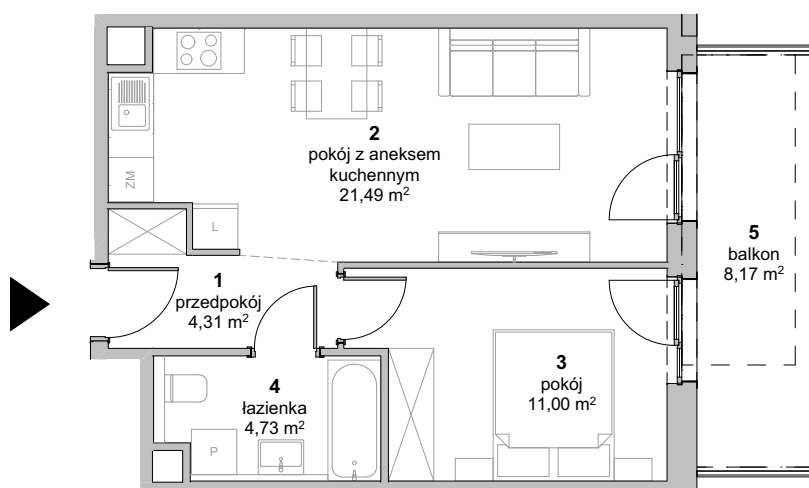 2
pokój z aneksem
kuchennym
21,49 m²
ZM
L
1
przedpokój
4,31 m²
5
balkon
8,17 m²
3
pokój
11,00 m²
4
łazienka
4,73 m²
P